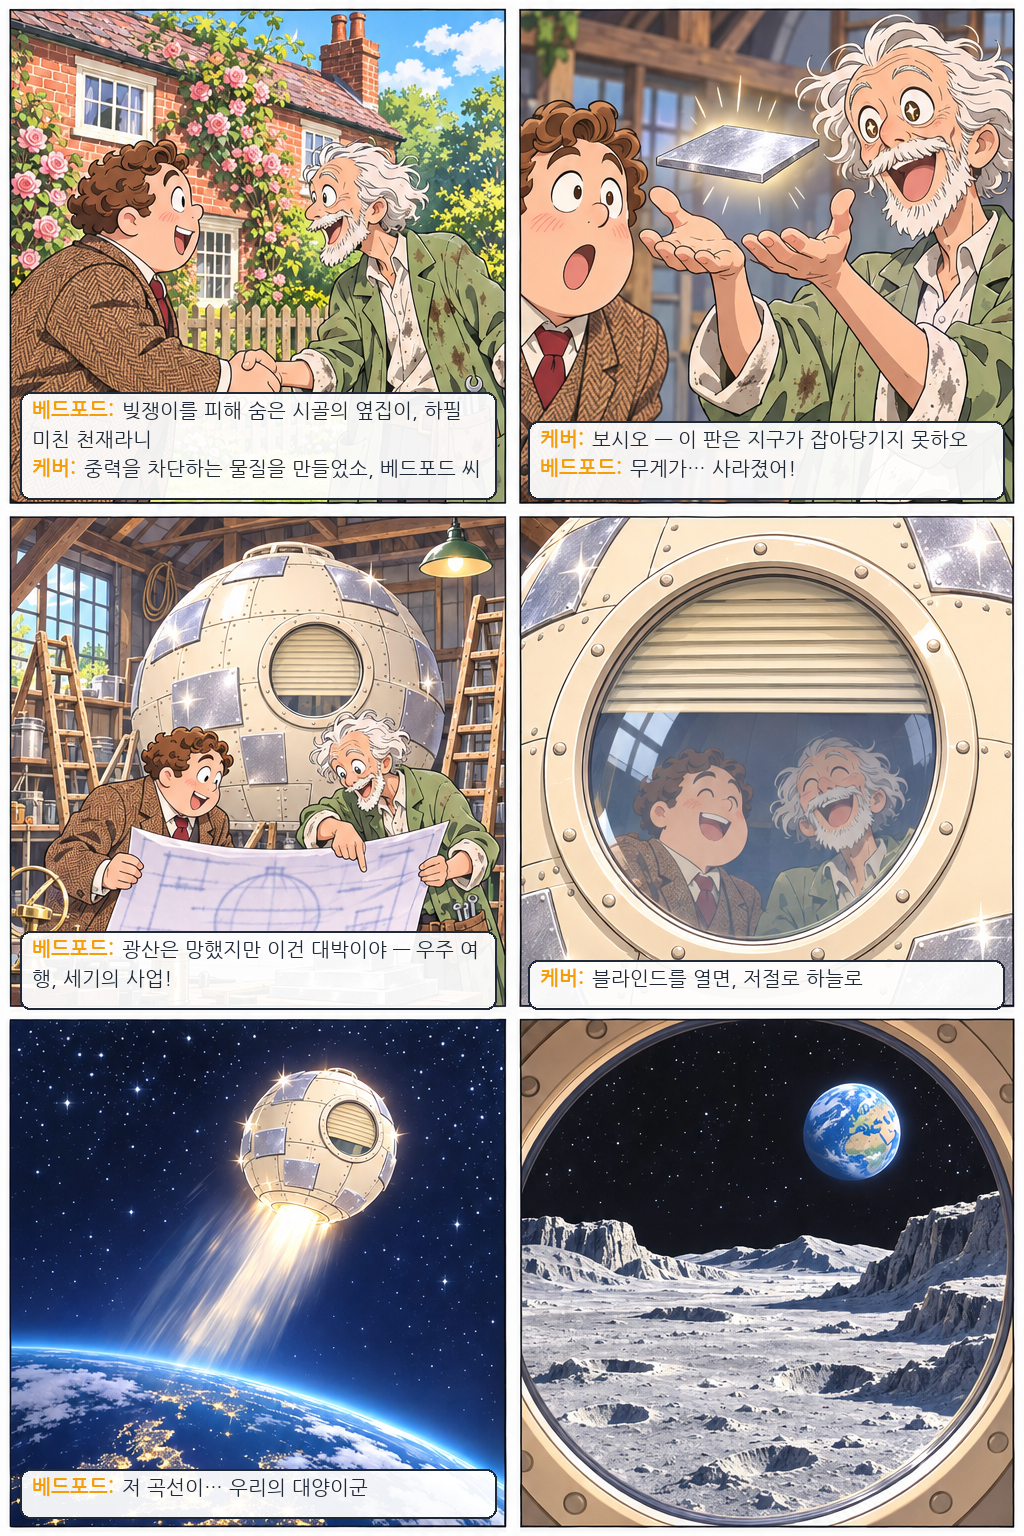 베드포드: 빚쟁이를 피해 숨은 시골의 옆집이, 하필
미친 천재라니
케버: 중력을 차단하는 물질을 만들었소, 베드포드 씨
케버: 보시오 — 이 판은 지구가 잡아당기지 못하오
베드포드: 무게가… 사라졌어!
베드포드: 광산은 망했지만 이건 대박이야 — 우주 여
행, 세기의 사업!
케버: 블라인드를 열면, 저절로 하늘로
베드포드: 저 곡선이… 우리의 대양이군